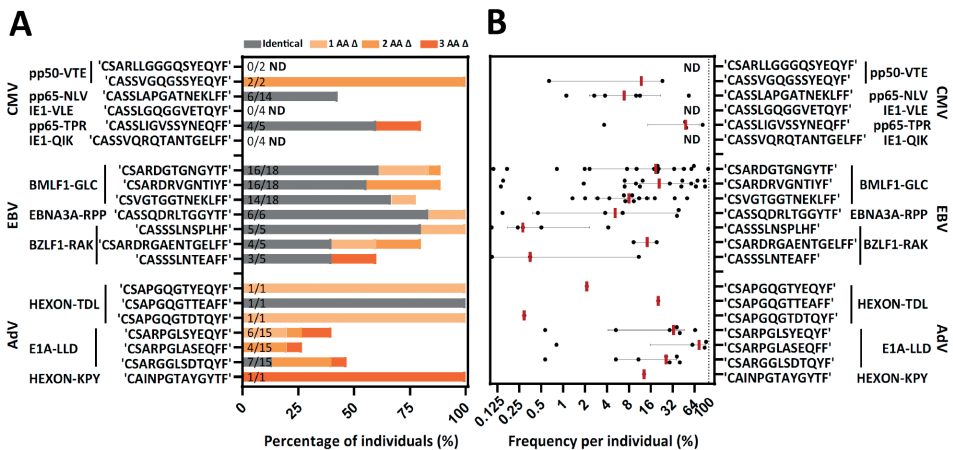 A
B
Identical 1 AA Δ 2 AA Δ 3 AA Δ
CMV
pp50-VTE
'CSARLLGGGQSYEQYF' 0/2 ND
'CASSVGQGSSYEQYF' 2/2
pp65-NLV 'CASSLAPGATNEKLFF' 6/14
IE1-VLE 'CASSLGQGGVETQYF' 0/4 ND
pp65-TPR 'CASSLIGVSSYNEQFF' 4/5
IE1-QIK 'CASSVQRQTANTGELFF' 0/4 ND
EBV
BMLF1-GLC
'CSARDGTGNGYTF' 16/18
'CSARDRVGNTIYF' 16/18
'CSVGTGGTNEKLFF' 14/18
EBNA3A-RPP 'CASSQDRLTGGYTF' 6/6
BZLF1-RAK
'CASSSLNSPLHF' 5/5
'CSARDRGAENTGELFF' 4/5
'CASSSLNTEAFF' 3/5
AdV
HEXON-TDL
'CSAPGQGTYEQYF' 1/1
'CSAPGQGTTEAFF' 1/1
'CSAPGQGTDTQYF' 1/1
E1A-LLD
'CSARPGLSYEQYF' 6/15
'CSARPGLASEQFF' 4/15
'CSARGGLSDTQYF' 7/15
HEXON-KPY 'CAINPGTAYGYTF' 1/1
0 25 50 75 100
Percentage of individuals (%)
ND 'CSARLLGGGQSYEQYF'
'CASSVGQGSSYEQYF'
pp50-VTE
'CASSLAPGATNEKLFF' pp65-NLV
ND 'CASSLGQGGVETQYF' IE1-VLE
'CASSLIGVSSYNEQFF' pp65-TPR
ND 'CASSVQRQTANTGELFF' IE1-QIK
CMV
'CSARDGTGNGYTF'
'CSARDRVGNTIYF'
'CSVGTGGTNEKLFF'
BMLF1-GLC
'CASSQDRLTGGYTF' EBNA3A-RPP
'CASSSLNSPLHF'
'CSARDRGAENTGELFF'
'CASSSLNTEAFF'
BZLF1-RAK
EBV
'CSAPGQGTYEQYF'
'CSAPGQGTTEAFF'
'CSAPGQGTDTQYF'
HEXON-TDL
'CSARPGLSYEQYF'
'CSARPGLASEQFF'
'CSARGGLSDTQYF'
E1A-LLD
'CAINPGTAYGYTF' HEXON-KPY
AdV
0.125 0.25 0.5 1 2 4 8 16 32 64 100
Frequency per individual (%)